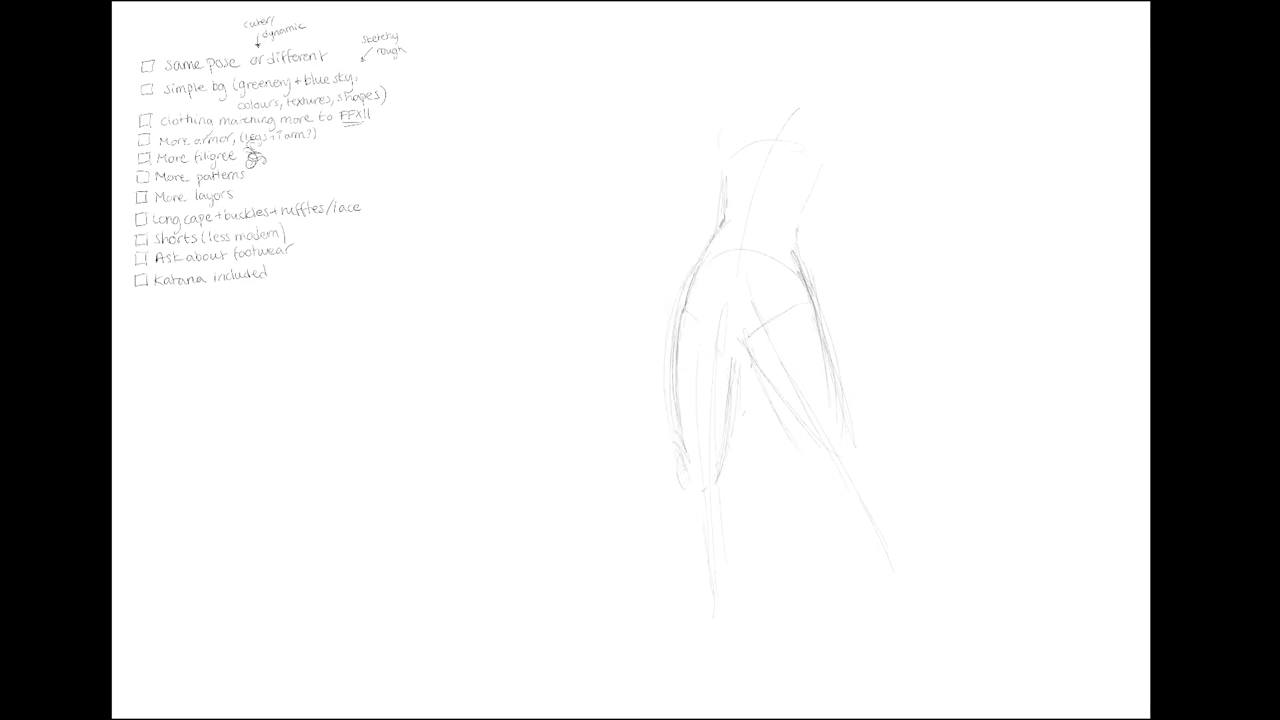 cuter/
dynamic
sketchy
rough
same pose or different
simple bg (greenery + blue sky,
colours, textures, shapes)
clothing matching more to FFXII
More armor, (legs + 1 arm?)
More filigree
More patterns
More layers
Long cape + buckles + ruffles/lace
Shorts (less modern)
Ask about footwear
Katana included